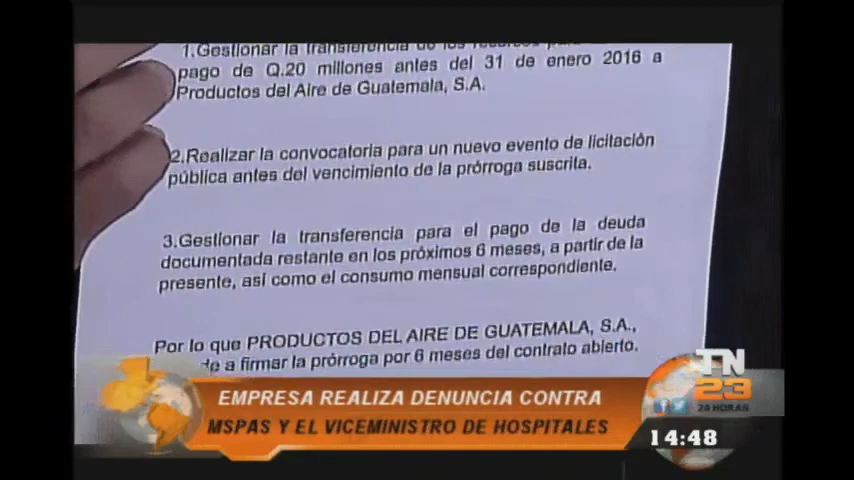 1.Gestionar la transferencia de los recursos
pago de Q.20 millones antes del 31 de enero 2016 a
Productos del Aire de Guatemala, S.A.
2.Realizar la convocatoria para un nuevo evento de licitación
pública antes del vencimiento de la prórroga suscrita.
3.Gestionar la transferencia para el pago de la deuda
documentada restante en los próximos 6 meses, a partir de la
presente, así como el consumo mensual correspondiente.
Por lo que PRODUCTOS DEL AIRE DE GUATEMALA, S.A.,
a firmar la prórroga por 6 meses del contrato abierto.
TN
23
24 HORAS
EMPRESA REALIZA DENUNCIA CONTRA
MSPAS Y EL VICEMINISTRO DE HOSPITALES
14:48